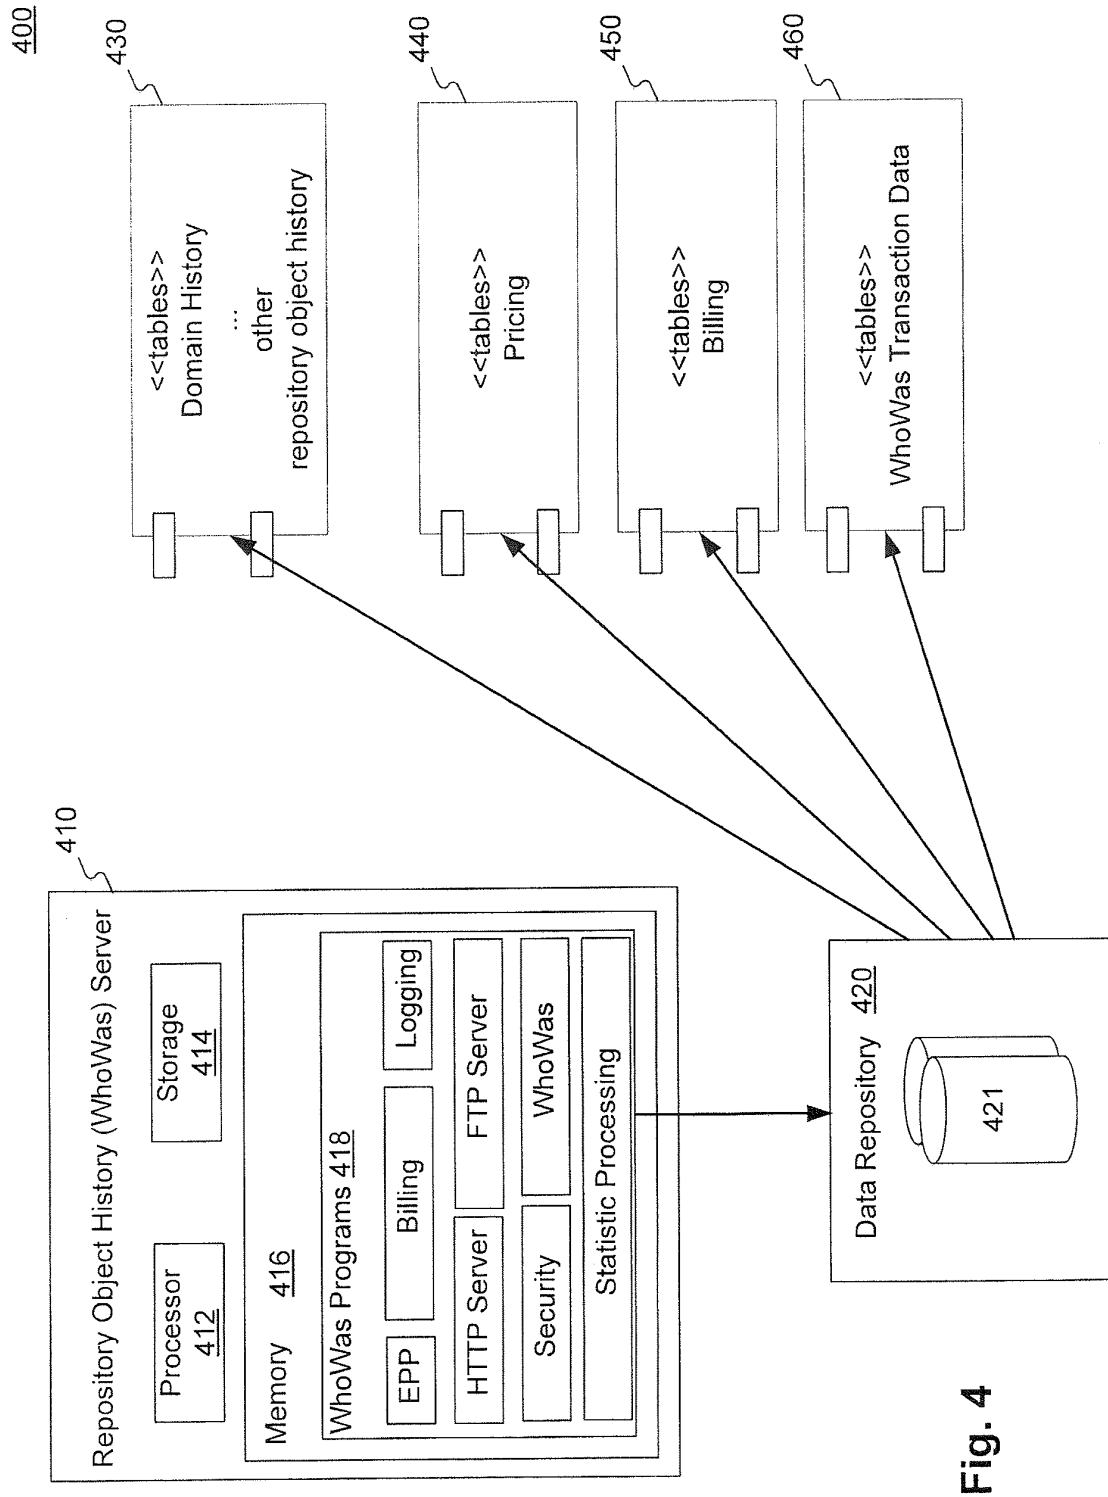 400
Repository Object History (WhoWas) Server
410
Processor
412
Storage
414
Memory 416
WhoWas Programs 418
EPP
Billing
Logging
HTTP Server
FTP Server
Security
WhoWas
Statistic Processing
Data Repository 420
421
430
<<tables>>
Domain History
...
other
repository object history
440
<<tables>>
Pricing
450
<<tables>>
Billing
460
<<tables>>
WhoWas Transaction Data
Fig. 4